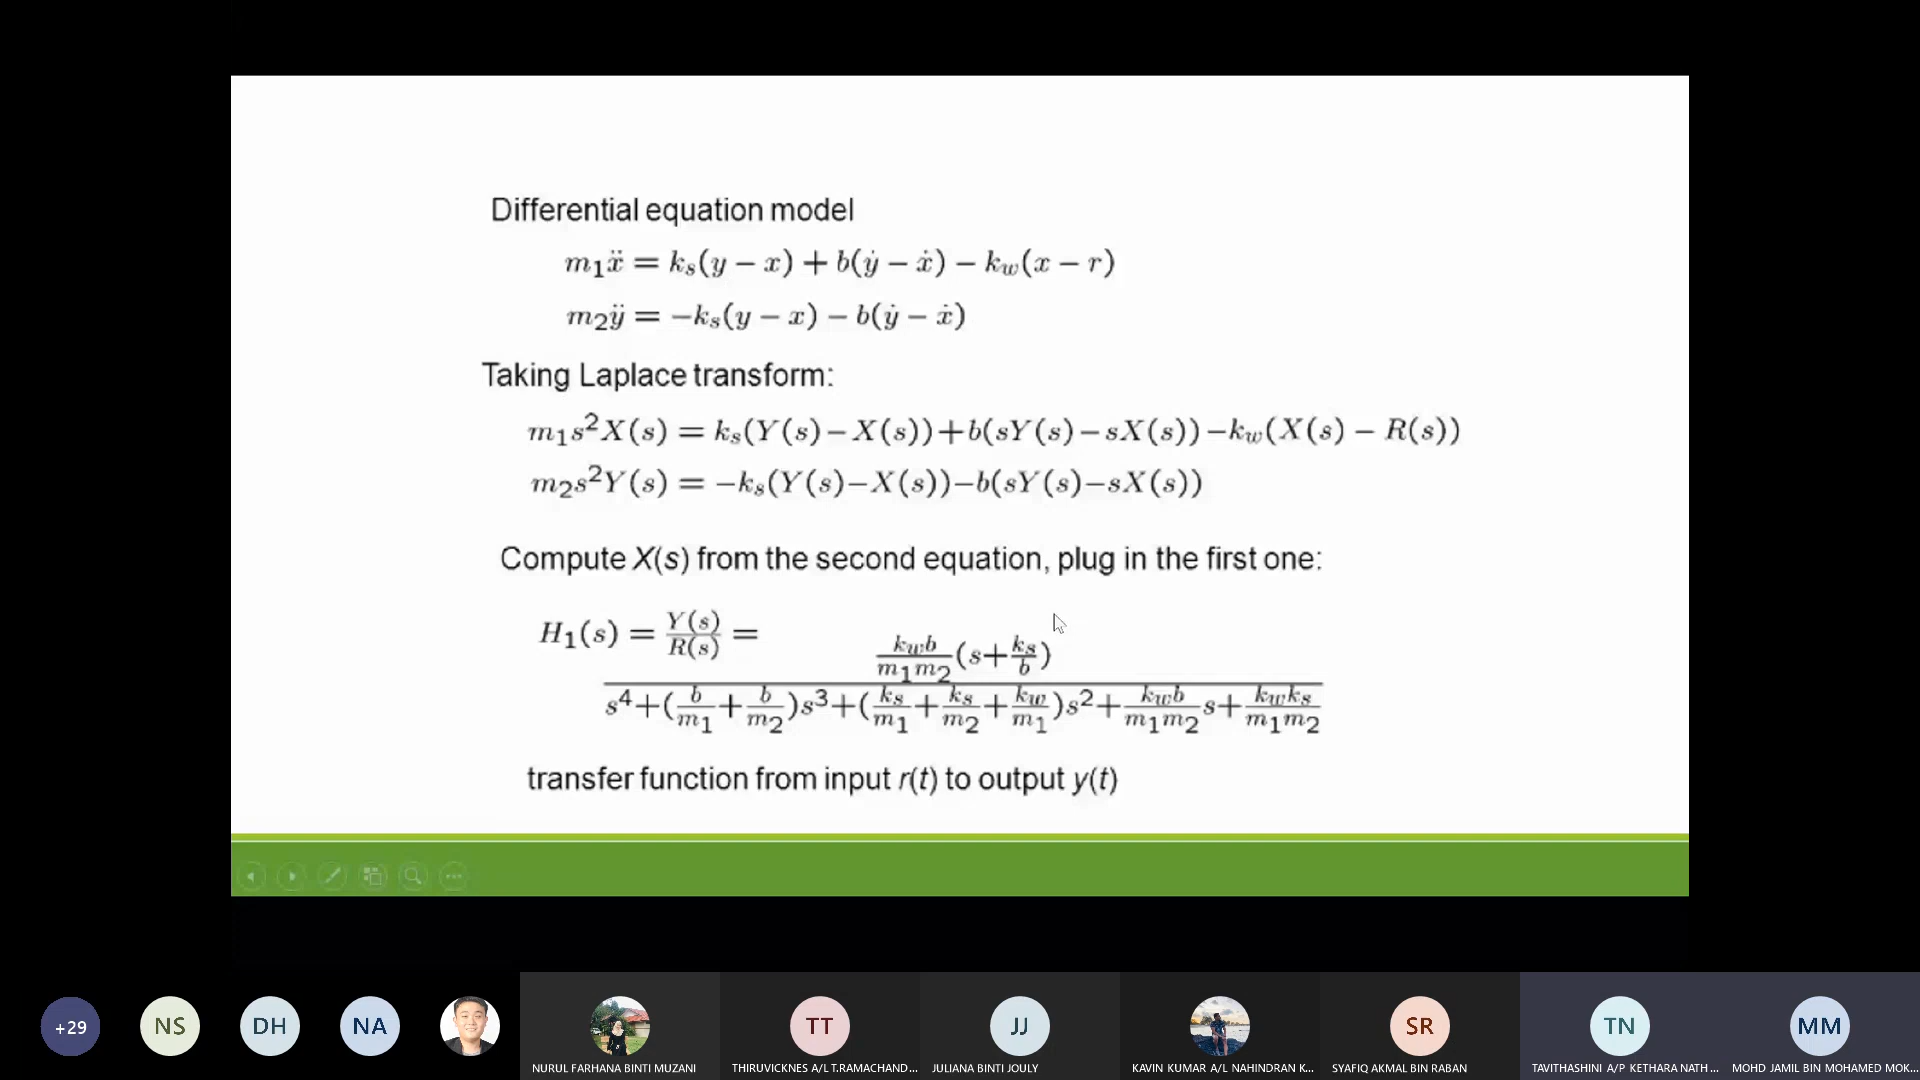 Differential equation model
m₁ẍ = kₛ(y − x) + b(ẏ − ẋ) − k_w(x − r)
m₂ÿ = −kₛ(y − x) − b(ẏ − ẋ)
Taking Laplace transform:
m₁s²X(s) = kₛ(Y(s)−X(s))+b(sY(s)−sX(s))−k_w(X(s) − R(s))
m₂s²Y(s) = −kₛ(Y(s)−X(s))−b(sY(s)−sX(s))
Compute X(s) from the second equation, plug in the first one:
H₁(s) = Y(s)/R(s) =
k_wb/m₁m₂ (s+kₛ/b)
s⁴+(b/m₁+b/m₂)s³+(kₛ/m₁+kₛ/m₂+k_w/m₁)s²+k_wb/m₁m₂ s+k_wkₛ/m₁m₂
transfer function from input r(t) to output y(t)
+29 NS DH NA TT JJ SR TN MM
NURUL FARHANA BINTI MUZANI THIRUVICKNES A/L T.RAMACHAND... JULIANA BINTI JOULY KAVIN KUMAR A/L NAHINDRAN K... SYAFIQ AKMAL BIN RABAN TAVITHASHINI A/P KETHARA NATH ... MOHD JAMIL BIN MOHAMED MOK...